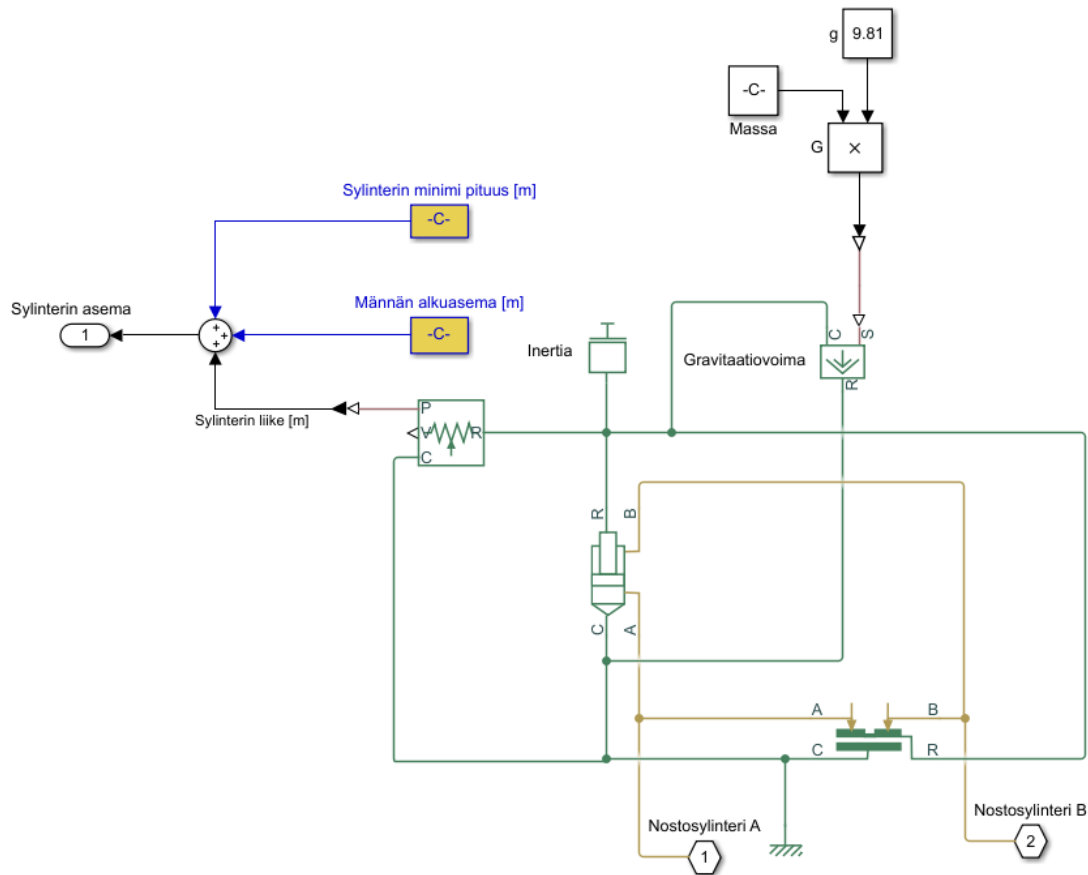 g
9.81
-C-
Massa
G
×
Sylinterin minimi pituus [m]
-C-
Männän alkuasema [m]
-C-
Sylinterin asema
1
+
+
+
Inertia
Gravitaatiovoima
C
S
R
Sylinterin liike [m]
P
V
R
C
R
B
C
A
A
B
C
R
Nostosylinteri A
1
Nostosylinteri B
2